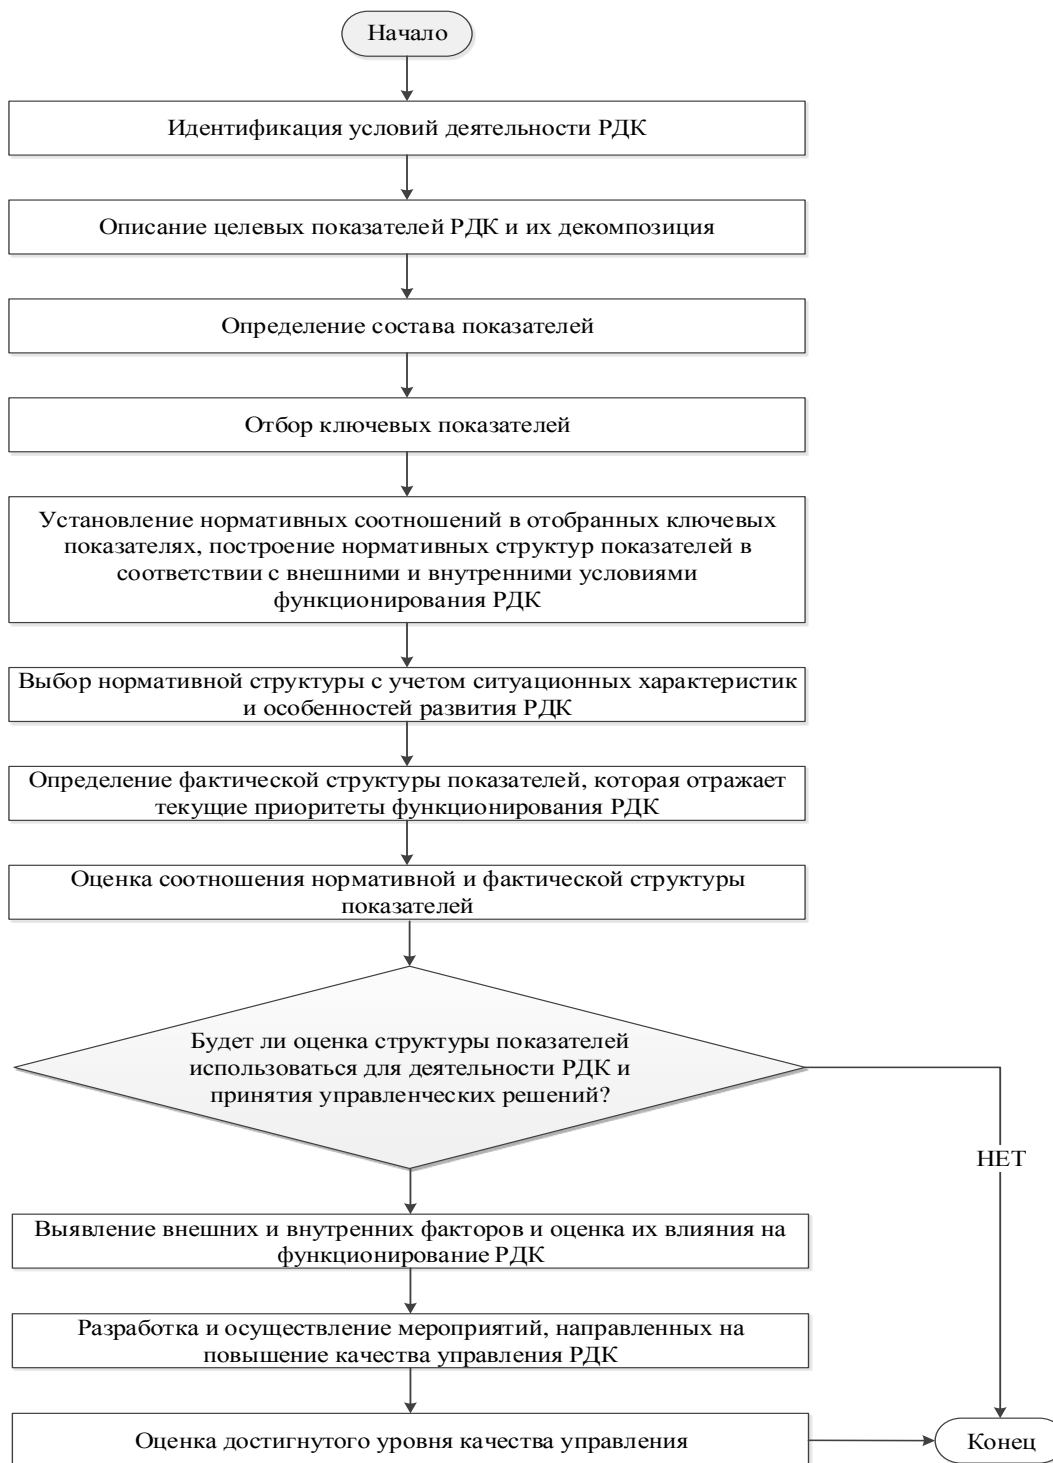 Начало
Идентификация условий деятельности РДК
Описание целевых показателей РДК и их декомпозиция
Определение состава показателей
Отбор ключевых показателей
Установление нормативных соотношений в отобранных ключевых
показателях, построение нормативных структур показателей в
соответствии с внешними и внутренними условиями
функционирования РДК
Выбор нормативной структуры с учетом ситуационных характеристик
и особенностей развития РДК
Определение фактической структуры показателей, которая отражает
текущие приоритеты функционирования РДК
Оценка соотношения нормативной и фактической структуры
показателей
Будет ли оценка структуры показателей
использоваться для деятельности РДК и
принятия управленческих решений?
НЕТ
Выявление внешних и внутренних факторов и оценка их влияния на
функционирование РДК
Разработка и осуществление мероприятий, направленных на
повышение качества управления РДК
Оценка достигнутого уровня качества управления
Конец